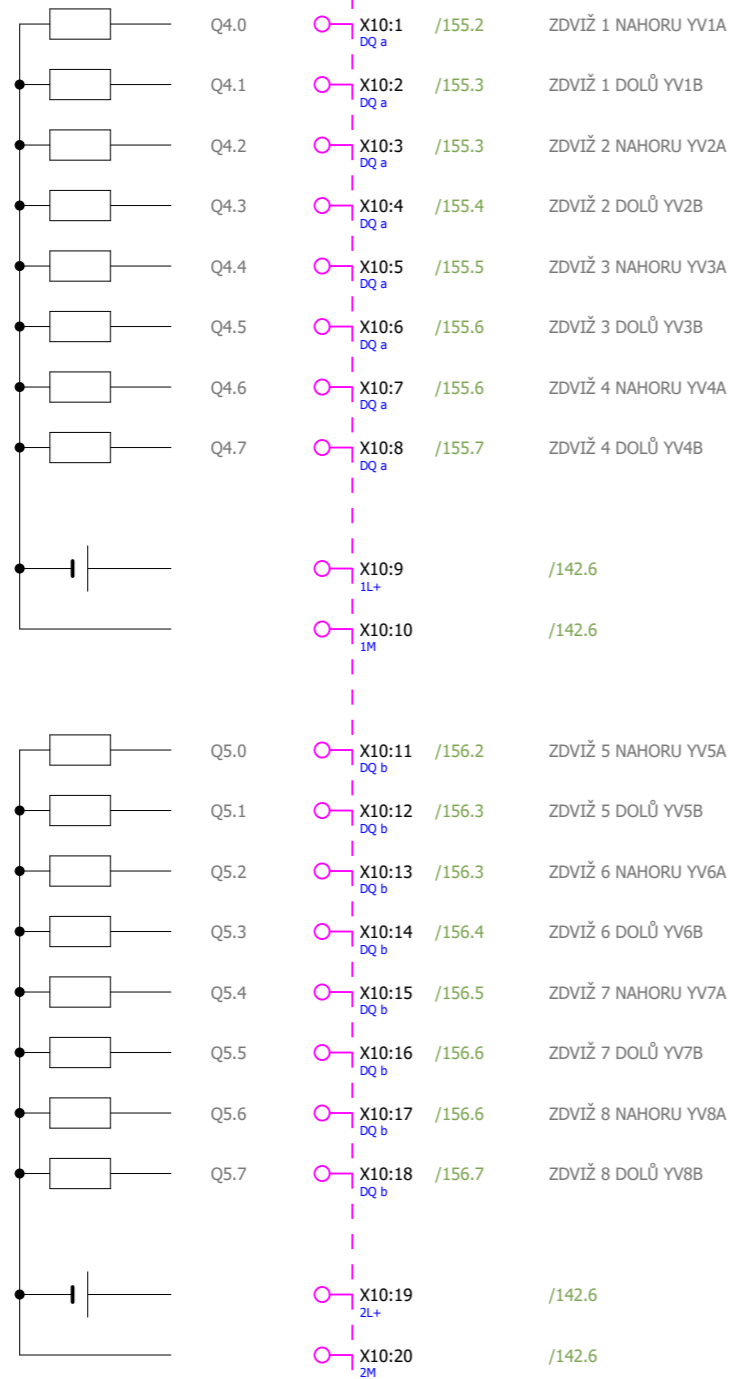 Q4.0 X10:1 /155.2 ZDVIŽ 1 NAHORU YV1A
DQ a
Q4.1 X10:2 /155.3 ZDVIŽ 1 DOLŮ YV1B
DQ a
Q4.2 X10:3 /155.3 ZDVIŽ 2 NAHORU YV2A
DQ a
Q4.3 X10:4 /155.4 ZDVIŽ 2 DOLŮ YV2B
DQ a
Q4.4 X10:5 /155.5 ZDVIŽ 3 NAHORU YV3A
DQ a
Q4.5 X10:6 /155.6 ZDVIŽ 3 DOLŮ YV3B
DQ a
Q4.6 X10:7 /155.6 ZDVIŽ 4 NAHORU YV4A
DQ a
Q4.7 X10:8 /155.7 ZDVIŽ 4 DOLŮ YV4B
DQ a
X10:9 /142.6
1L+
X10:10 /142.6
1M
Q5.0 X10:11 /156.2 ZDVIŽ 5 NAHORU YV5A
DQ b
Q5.1 X10:12 /156.3 ZDVIŽ 5 DOLŮ YV5B
DQ b
Q5.2 X10:13 /156.3 ZDVIŽ 6 NAHORU YV6A
DQ b
Q5.3 X10:14 /156.4 ZDVIŽ 6 DOLŮ YV6B
DQ b
Q5.4 X10:15 /156.5 ZDVIŽ 7 NAHORU YV7A
DQ b
Q5.5 X10:16 /156.6 ZDVIŽ 7 DOLŮ YV7B
DQ b
Q5.6 X10:17 /156.6 ZDVIŽ 8 NAHORU YV8A
DQ b
Q5.7 X10:18 /156.7 ZDVIŽ 8 DOLŮ YV8B
DQ b
X10:19 /142.6
2L+
X10:20 /142.6
2M